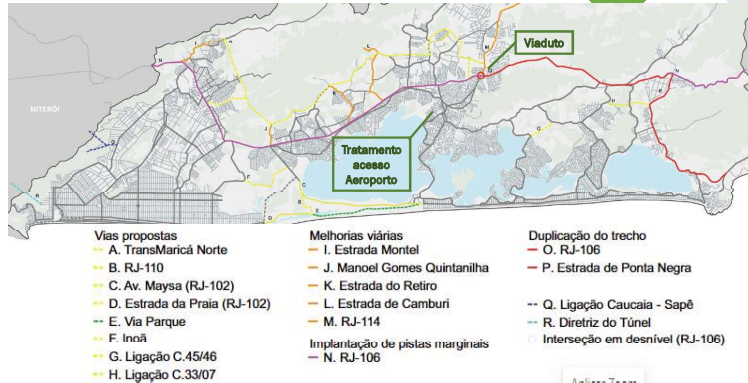 Viaduto
NITERÓI
Tratamento
acesso
Aeroporto
Vias propostas
A. TransMaricá Norte
B. RJ-110
C. Av. Maysa (RJ-102)
D. Estrada da Praia (RJ-102)
E. Via Parque
F. Inoã
G. Ligação C.45/46
H. Ligação C.33/07
Melhorias viárias
I. Estrada Montel
J. Manoel Gomes Quintanilha
K. Estrada do Retiro
L. Estrada de Camburi
M. RJ-114
Implantação de pistas marginais
N. RJ-106
Duplicação do trecho
O. RJ-106
P. Estrada de Ponta Negra
Q. Ligação Caucaia - Sapê
R. Diretriz do Túnel
Interseção em desnível (RJ-106)